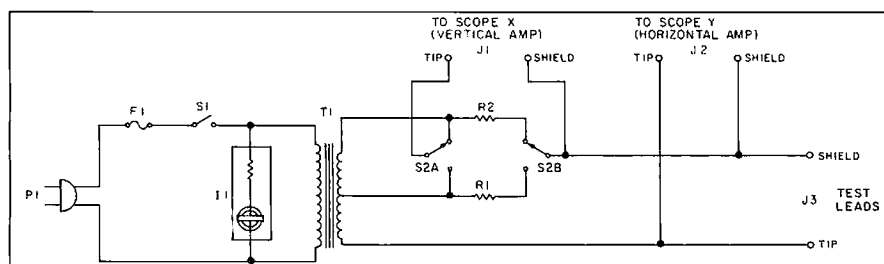 TO SCOPE X
(VERTICAL AMP)
J1
TIP
SHIELD
TO SCOPE Y
(HORIZONTAL AMP)
J2
TIP
SHIELD
F1
S1
T1
R2
S2A
S2B
R1
P1
I1
SHIELD
J3 TEST
LEADS
TIP